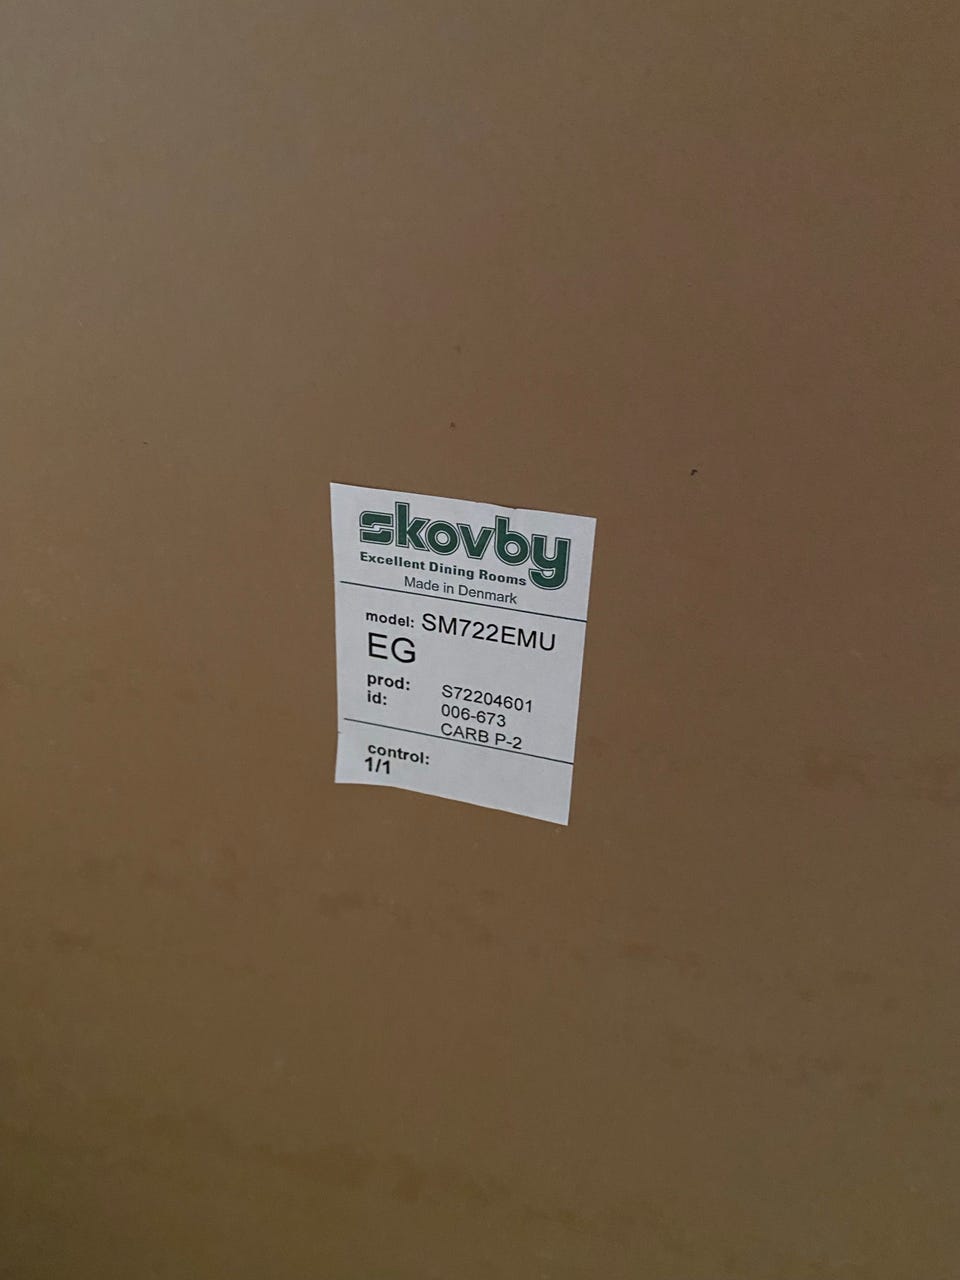 skovby
Excellent Dining Rooms
Made in Denmark
model: SM722EMU
EG
prod: S72204601
id: 006-673
CARB P-2
control:
1/1